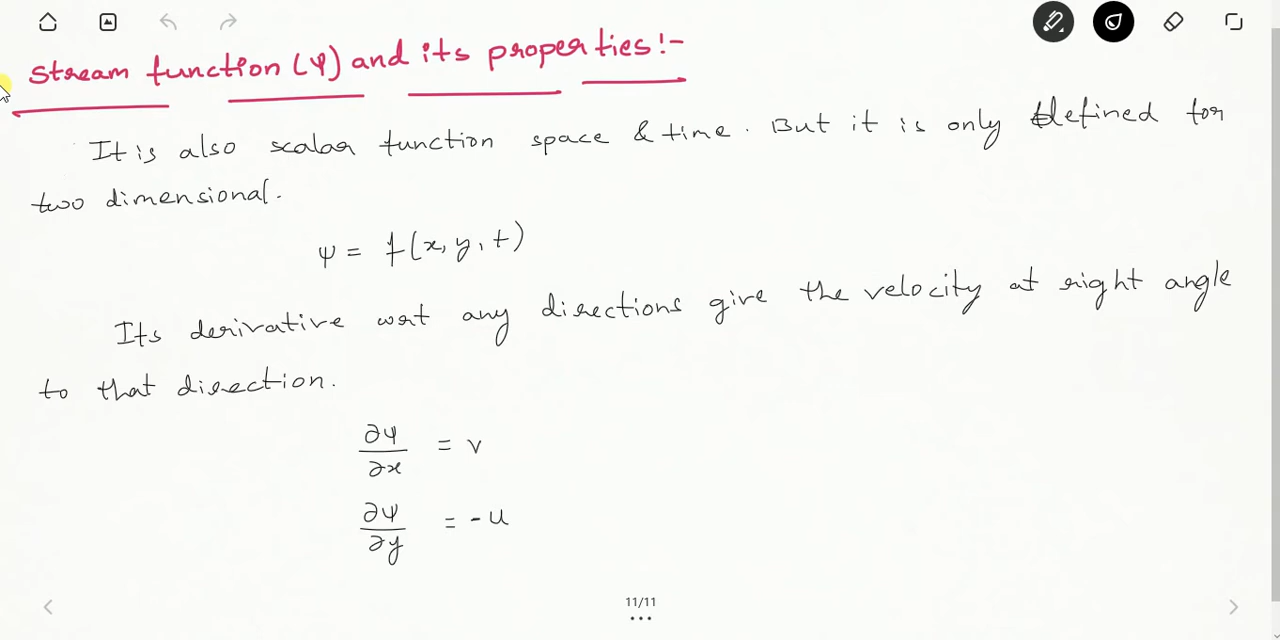 Stream function (ψ) and its properties :-
It is also scalar function space & time. But it is only defined for
two dimensional.
ψ = f(x, y, t)
Its derivative wrt any directions give the velocity at right angle
to that direction.
∂ψ/∂x = v
∂ψ/∂y = -u
11/11